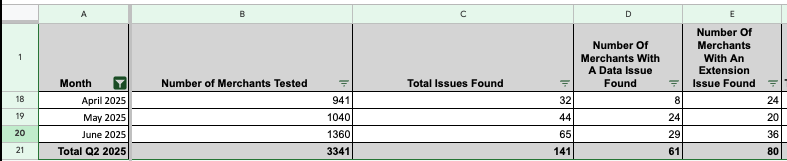 A B C D E
1 Month Number of Merchants Tested Total Issues Found Number Of Merchants With A Data Issue Found Number Of Merchants With An Extension Issue Found
18 April 2025 941 32 8 24
19 May 2025 1040 44 24 20
20 June 2025 1360 65 29 36
21 Total Q2 2025 3341 141 61 80